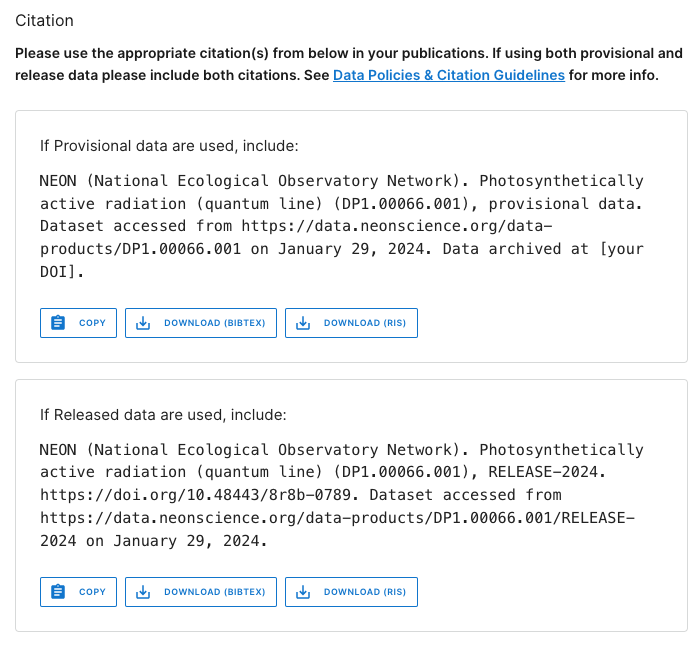 Citation
Please use the appropriate citation(s) from below in your publications. If using both provisional and
release data please include both citations. See Data Policies & Citation Guidelines for more info.
If Provisional data are used, include:
NEON (National Ecological Observatory Network). Photosynthetically
active radiation (quantum line) (DP1.00066.001), provisional data.
Dataset accessed from https://data.neonscience.org/data-
products/DP1.00066.001 on January 29, 2024. Data archived at [your
DOI].
COPY DOWNLOAD (BIBTEX) DOWNLOAD (RIS)
If Released data are used, include:
NEON (National Ecological Observatory Network). Photosynthetically
active radiation (quantum line) (DP1.00066.001), RELEASE-2024.
https://doi.org/10.48443/8r8b-0789. Dataset accessed from
https://data.neonscience.org/data-products/DP1.00066.001/RELEASE-
2024 on January 29, 2024.
COPY DOWNLOAD (BIBTEX) DOWNLOAD (RIS)